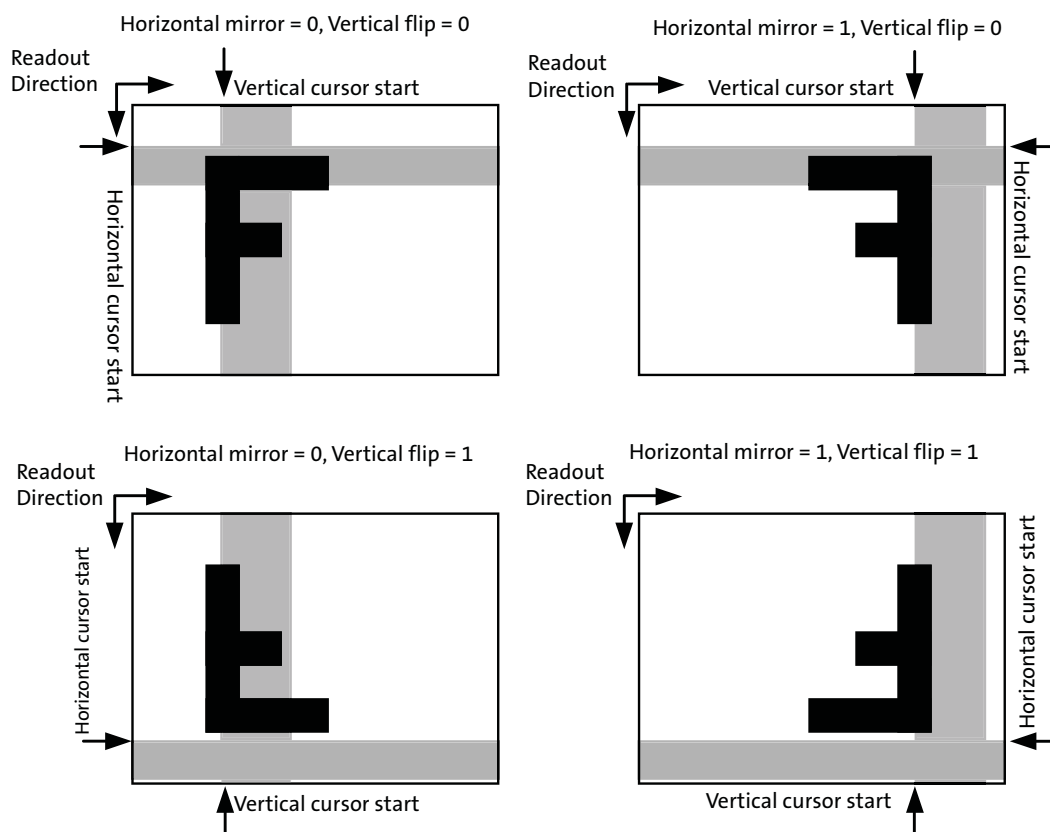 Horizontal mirror = 0, Vertical flip = 0
Readout
Direction
Vertical cursor start
Horizontal cursor start
Horizontal mirror = 1, Vertical flip = 0
Readout
Direction
Vertical cursor start
Horizontal cursor start
Horizontal mirror = 0, Vertical flip = 1
Readout
Direction
Horizontal cursor start
Vertical cursor start
Horizontal mirror = 1, Vertical flip = 1
Readout
Direction
Horizontal cursor start
Vertical cursor start